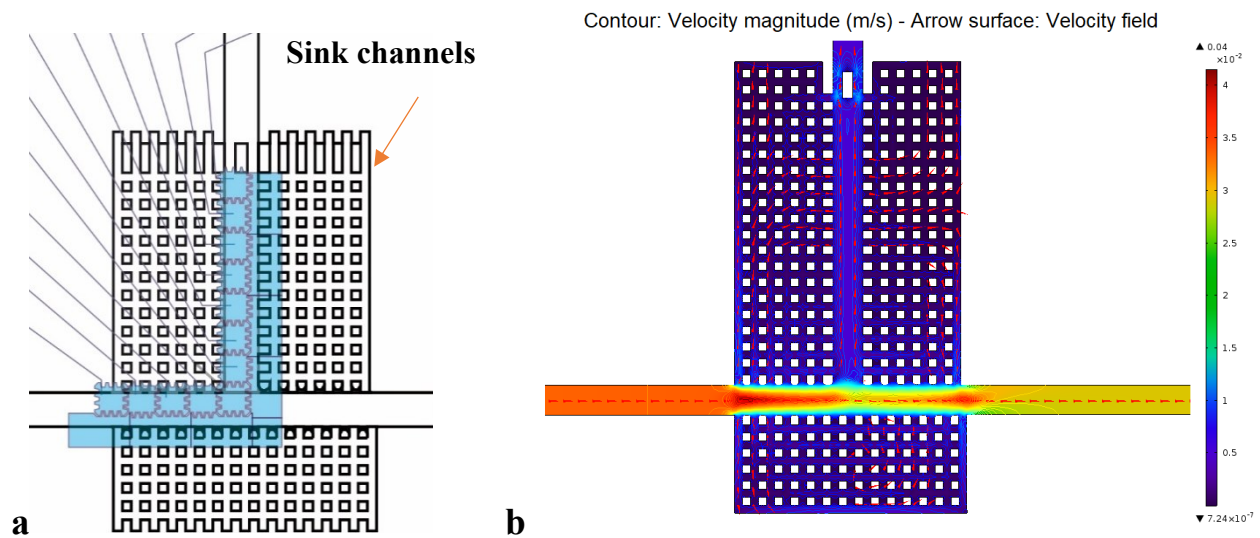 Contour: Velocity magnitude (m/s) - Arrow surface: Velocity field
Sink channels
▲ 0.04
×10⁻²
4
3.5
3
2.5
2
1.5
1
0.5
▼ 7.24×10⁻⁷
a
b